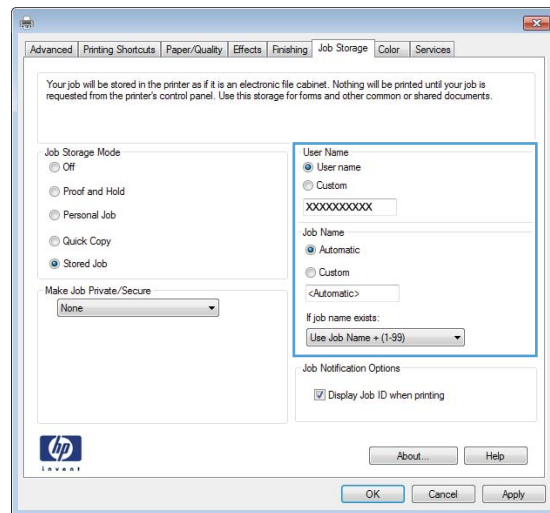 Advanced Printing Shortcuts Paper/Quality Effects Finishing Job Storage Color Services
Your job will be stored in the printer as if it is an electronic file cabinet. Nothing will be printed until your job is
requested from the printer's control panel. Use this storage for forms and other common or shared documents.
Job Storage Mode
Off
Proof and Hold
Personal Job
Quick Copy
Stored Job
Make Job Private/Secure
None
User Name
User name
Custom
XXXXXXXXXX
Job Name
Automatic
Custom
<Automatic>
If job name exists:
Use Job Name + (1-99)
Job Notification Options
Display Job ID when printing
hp
invent
About... Help
OK Cancel Apply